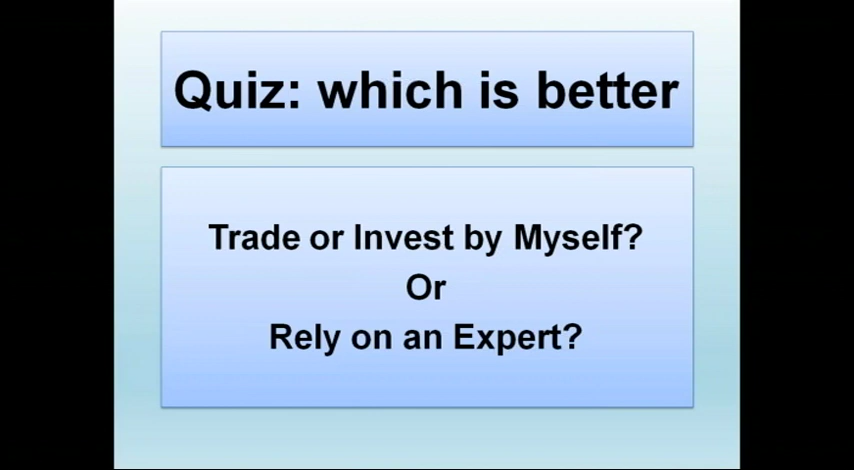 Quiz: which is better
Trade or Invest by Myself?
Or
Rely on an Expert?